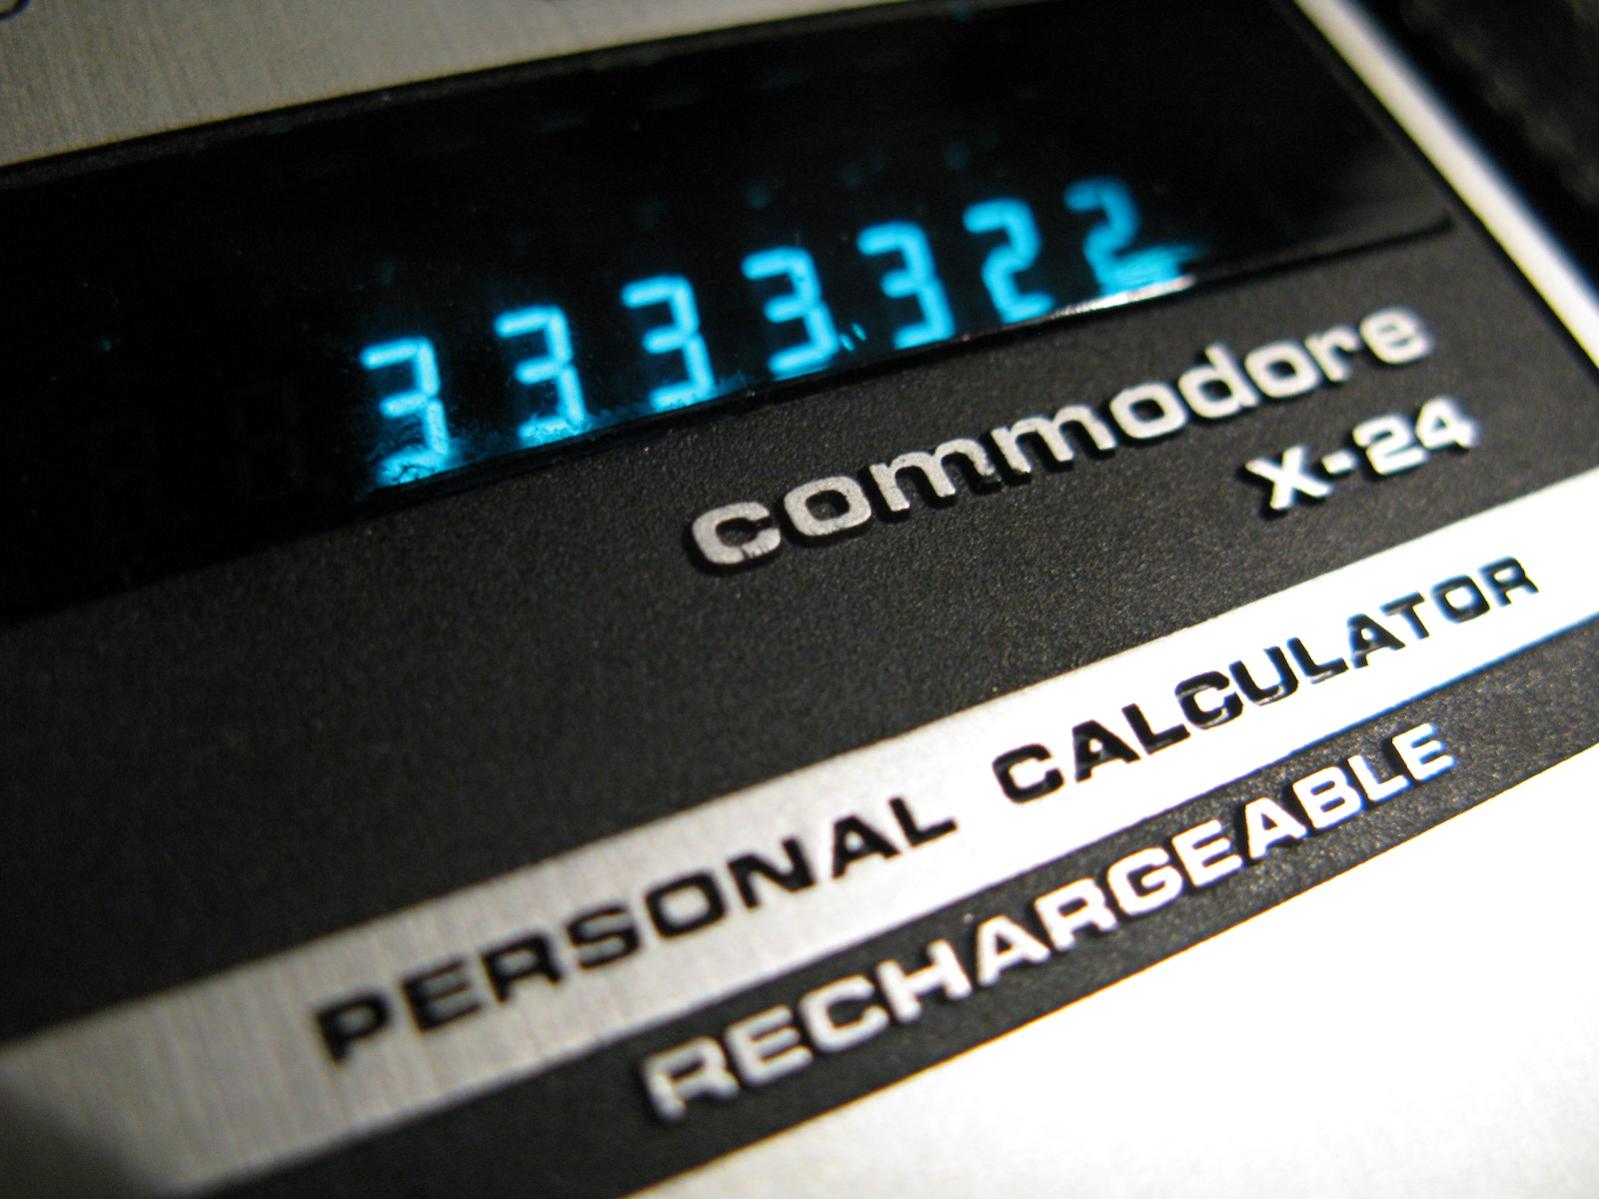 3333.322
commodore
X-24
PERSONAL CALCULATOR
RECHARGEABLE